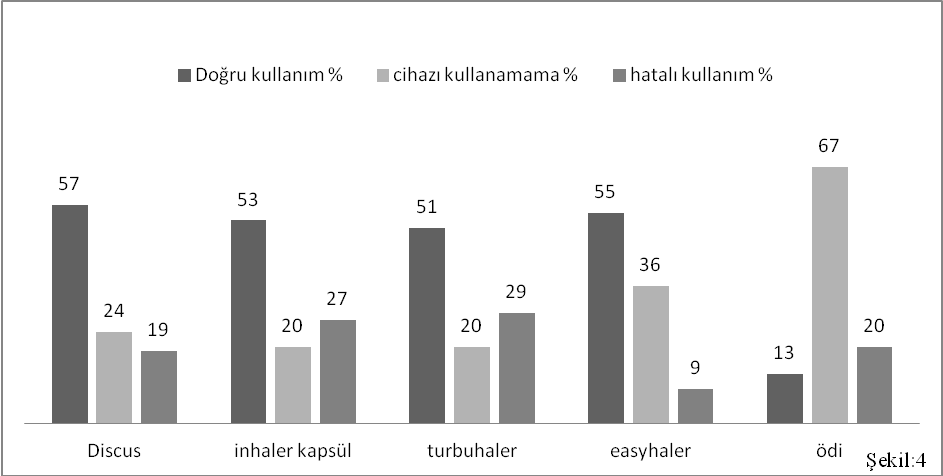 Doğru kullanım % cihazı kullanamama % hatalı kullanım %
57 24 19 53 20 27 51 20 29 55 36 9 13 67 20
Discus inhaler kapsül turbuhaler easyhaler ödi
Şekil:4